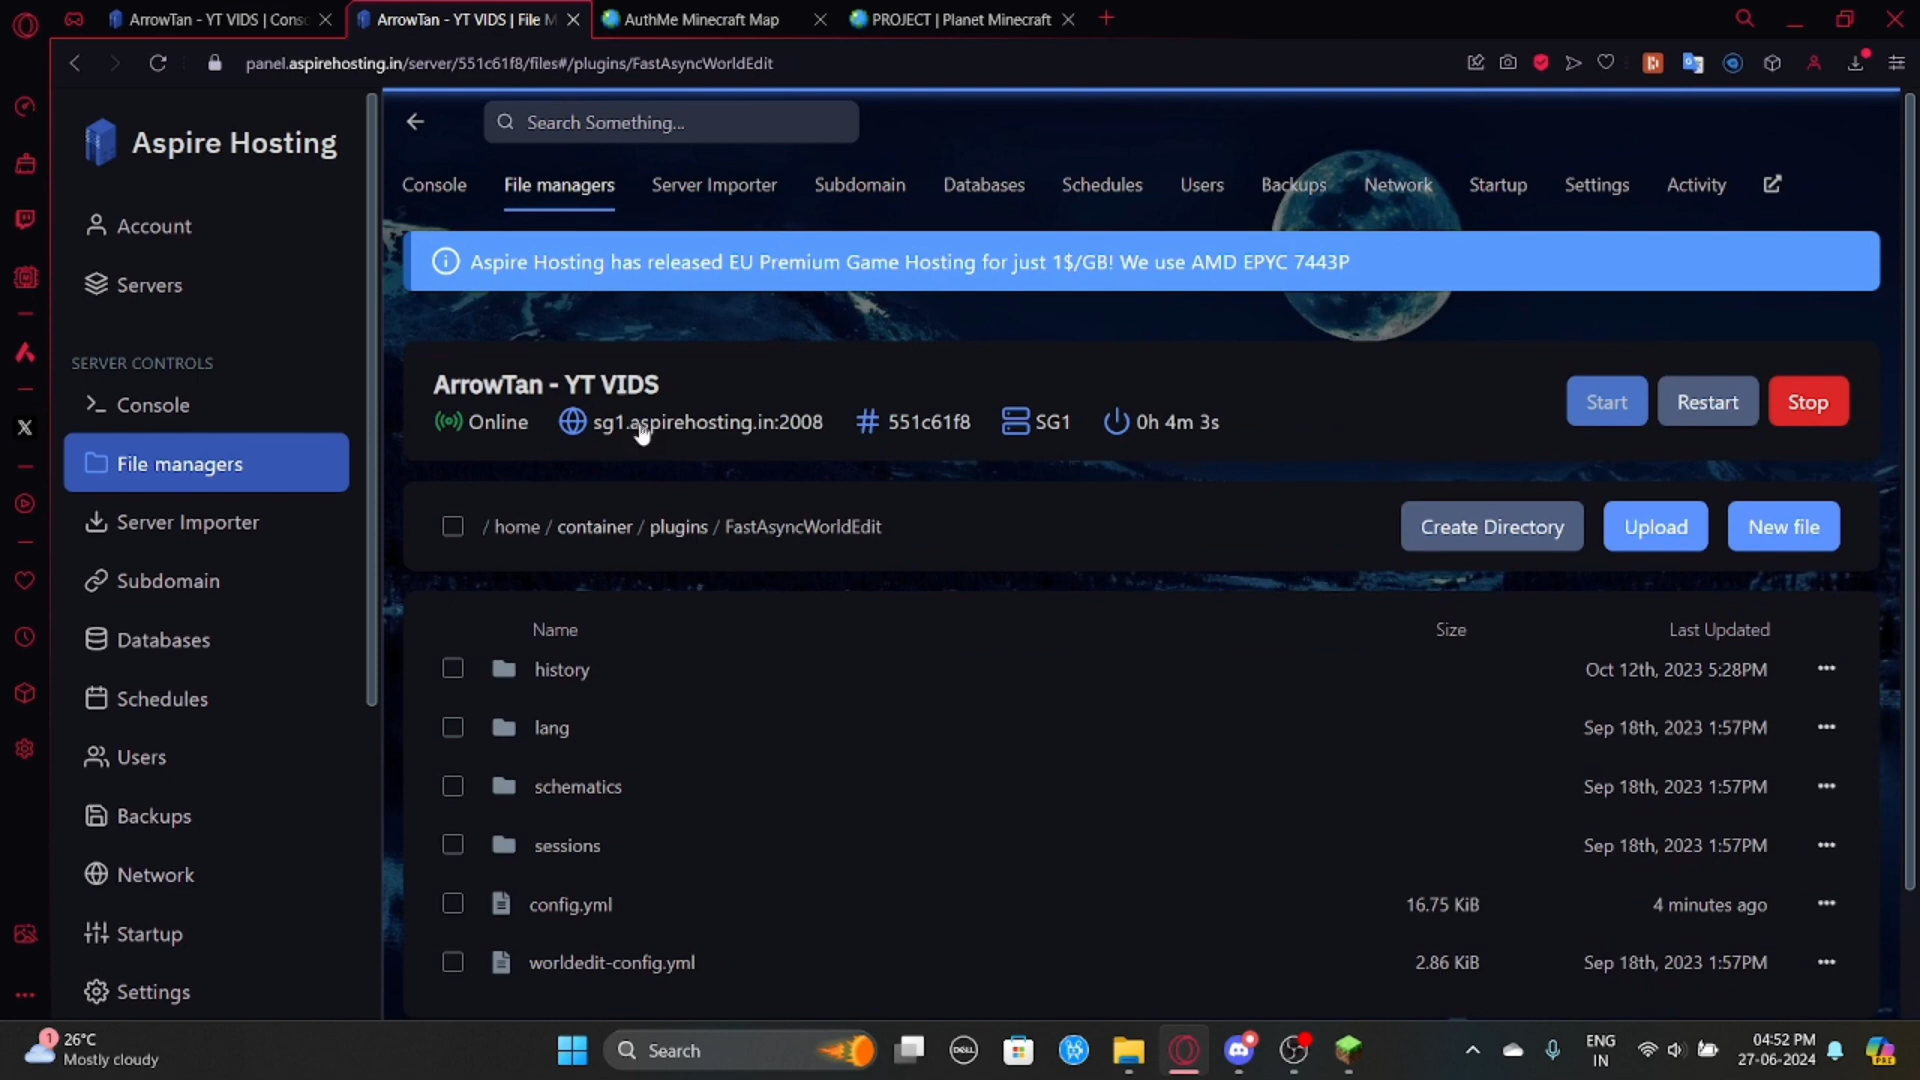 ArrowTan - YT VIDS | Conso
ArrowTan - YT VIDS | File M
AuthMe Minecraft Map
PROJECT | Planet Minecraft
panel.aspirehosting.in/server/551c61f8/files#/plugins/FastAsyncWorldEdit
Aspire Hosting
Search Something...
Console File managers Server Importer Subdomain Databases Schedules Users Backups Network Startup Settings Activity
Account
Servers
Aspire Hosting has released EU Premium Game Hosting for just 1$/GB! We use AMD EPYC 7443P
SERVER CONTROLS
Console
File managers
Server Importer
Subdomain
Databases
Schedules
Users
Backups
Network
Startup
Settings
ArrowTan - YT VIDS
Online sg1.aspirehosting.in:2008 551c61f8 SG1 0h 4m 3s
Start Restart Stop
/ home / container / plugins / FastAsyncWorldEdit
Create Directory Upload New file
Name Size Last Updated
history Oct 12th, 2023 5:28PM
lang Sep 18th, 2023 1:57PM
schematics Sep 18th, 2023 1:57PM
sessions Sep 18th, 2023 1:57PM
config.yml 16.75 KiB 4 minutes ago
worldedit-config.yml 2.86 KiB Sep 18th, 2023 1:57PM
1
26°C
Mostly cloudy
Search
DELL
ENG
IN
04:52 PM
27-06-2024
PRE